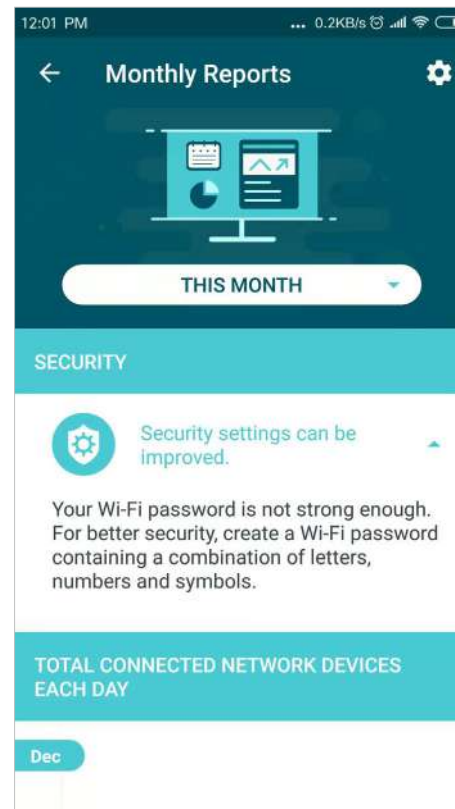 12:01 PM ... 0.2KB/s
Monthly Reports
THIS MONTH
SECURITY
Security settings can be
improved.
Your Wi-Fi password is not strong enough.
For better security, create a Wi-Fi password
containing a combination of letters,
numbers and symbols.
TOTAL CONNECTED NETWORK DEVICES
EACH DAY
Dec